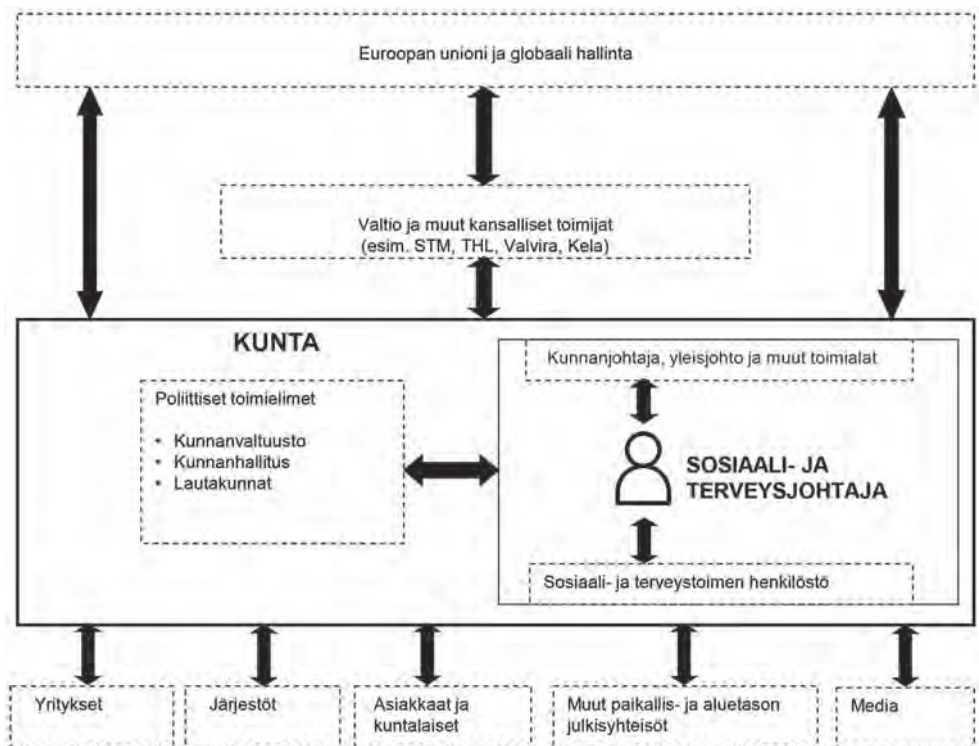 Euroopan unioni ja globaali hallinta
Valtio ja muut kansalliset toimijat
(esim. STM, THL, Valvira, Kela)
KUNTA
Kunnanjohtaja, yleisjohto ja muut toimialat
Poliittiset toimielimet
• Kunnanvaltuusto
• Kunnanhallitus
• Lautakunnat
SOSIAALI- JA
TERVEYSJOHTAJA
Sosiaali- ja terveystoimen henkilöstö
Yritykset
Järjestöt
Asiakkaat ja
kuntalaiset
Muut paikallis- ja aluetason
julkisyhteisöt
Media